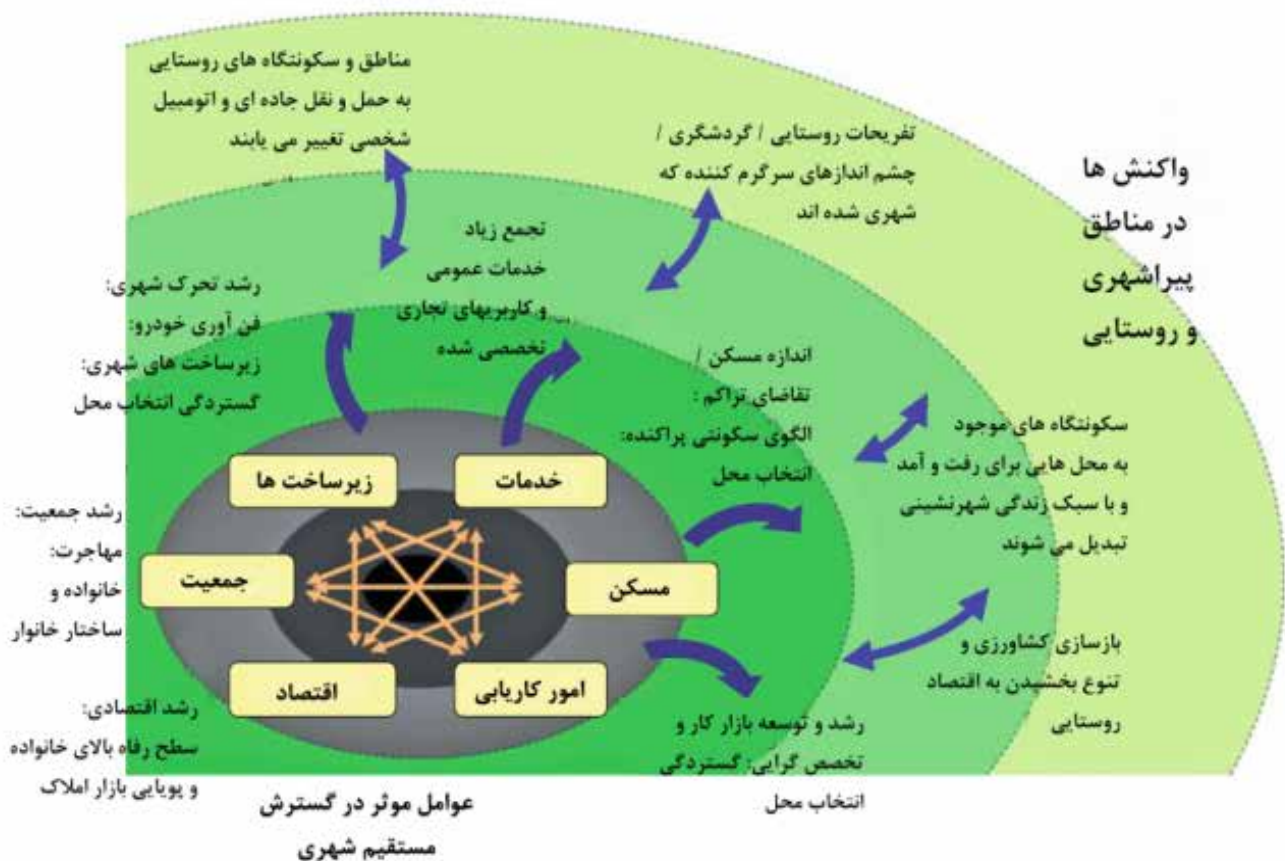 مناطق و سکونتگاه های روستایی
به حمل و نقل جاده ای و اتومبیل
شخصی تغییر می یابند
تفریحات روستایی / گردشگری /
چشم اندازهای سرگرم کننده که
شهری شده اند
واکنش ها
در مناطق
پیراشهری
و روستایی
تجمع زیاد
خدمات عمومی
و کاربریهای تجاری
تخصصی شده
رشد تحرک شهری:
فن آوری خودرو:
زیرساخت های شهری:
گستردگی انتخاب محل
اندازه مسکن /
تقاضای تراکم :
الگوی سکونتی پراکنده:
انتخاب محل
سکونتگاه های موجود
به محل هایی برای رفت و آمد
و با سبک زندگی شهرنشینی
تبدیل می شوند
خدمات
زیرساخت ها
مسکن
جمعیت
امور کاریابی
اقتصاد
رشد جمعیت:
مهاجرت:
خانواده و
ساختار خانوار
بازسازی کشاورزی و
تنوع بخشیدن به اقتصاد
روستایی
رشد اقتصادی:
سطح رفاه بالای خانواده
و پویایی بازار املاک
رشد و توسعه بازار کار و
تخصص گرایی: گستردگی
انتخاب محل
عوامل موثر در گسترش
مستقیم شهری